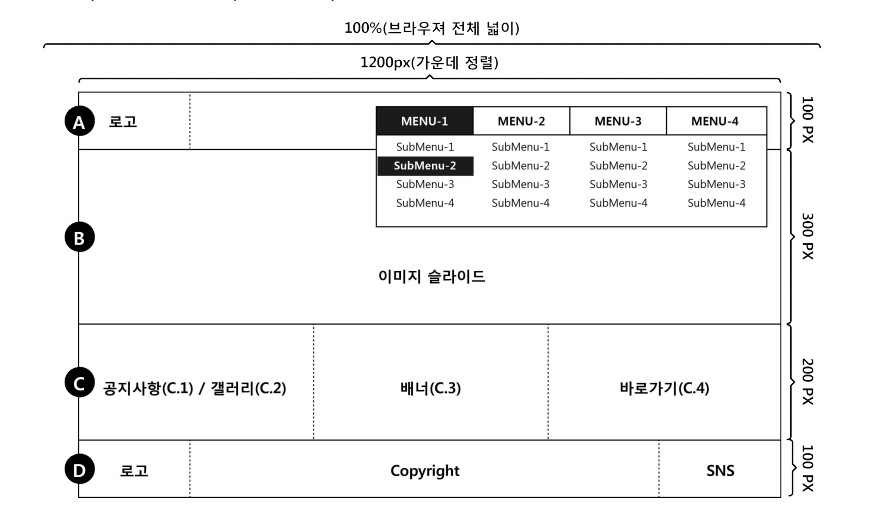 100%(브라우져 전체 넓이)
1200px(가운데 정렬)
A 로고 MENU-1 MENU-2 MENU-3 MENU-4 100 PX
SubMenu-1 SubMenu-1 SubMenu-1 SubMenu-1
SubMenu-2 SubMenu-2 SubMenu-2 SubMenu-2
SubMenu-3 SubMenu-3 SubMenu-3 SubMenu-3
SubMenu-4 SubMenu-4 SubMenu-4 SubMenu-4
B 300 PX
이미지 슬라이드
C 공지사항(C.1) / 갤러리(C.2) 배너(C.3) 바로가기(C.4) 200 PX
D 로고 Copyright SNS 100 PX